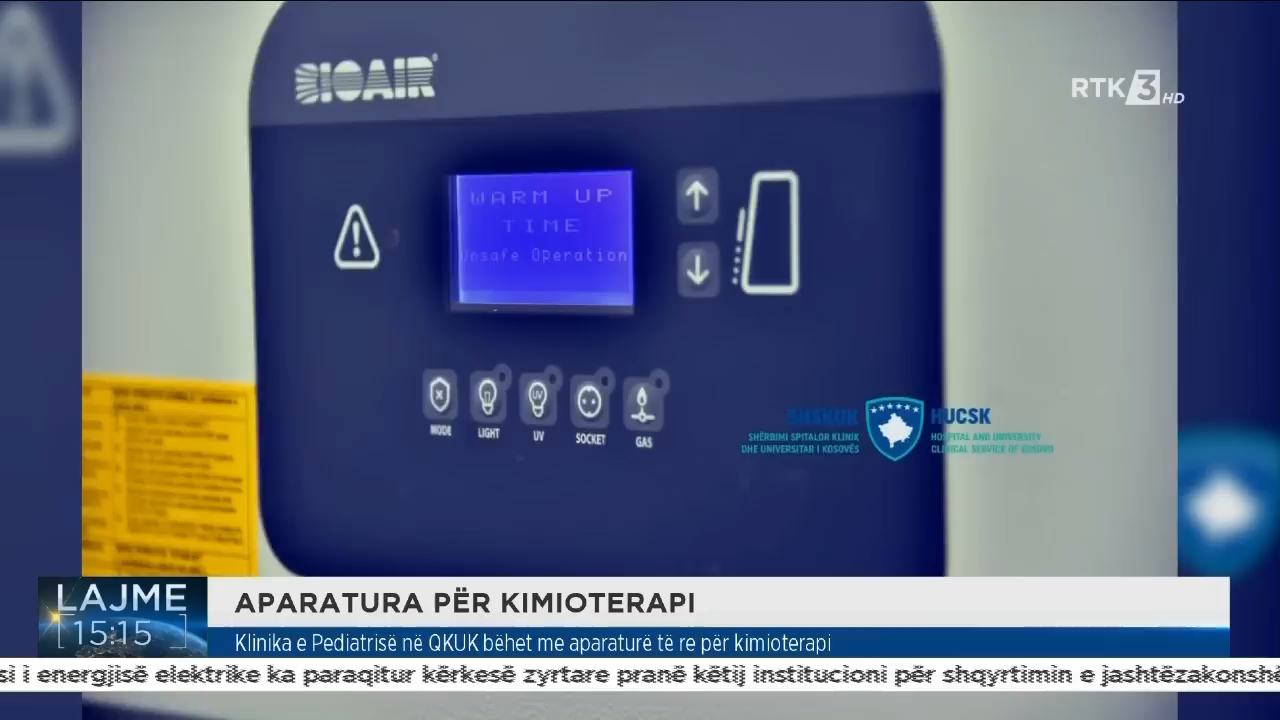 BIOAIR
RTK 3 HD
WARM UP
TIME
Unsafe Operation
MODE LIGHT UV SOCKET GAS
SHSKUK
SHËRBIMI SPITALOR KLINIK
DHE UNIVERSITAR I KOSOVËS
HUCSK
HOSPITAL AND UNIVERSITY
CLINICAL SERVICE OF KOSOVO
LAJME
15:15
APARATURA PËR KIMIOTERAPI
Klinika e Pediatrisë në QKUK bëhet me aparaturë të re për kimioterapi
si i energjisë elektrike ka paraqitur kërkesë zyrtare pranë këtij institucioni për shqyrtimin e jashtëzakonshë